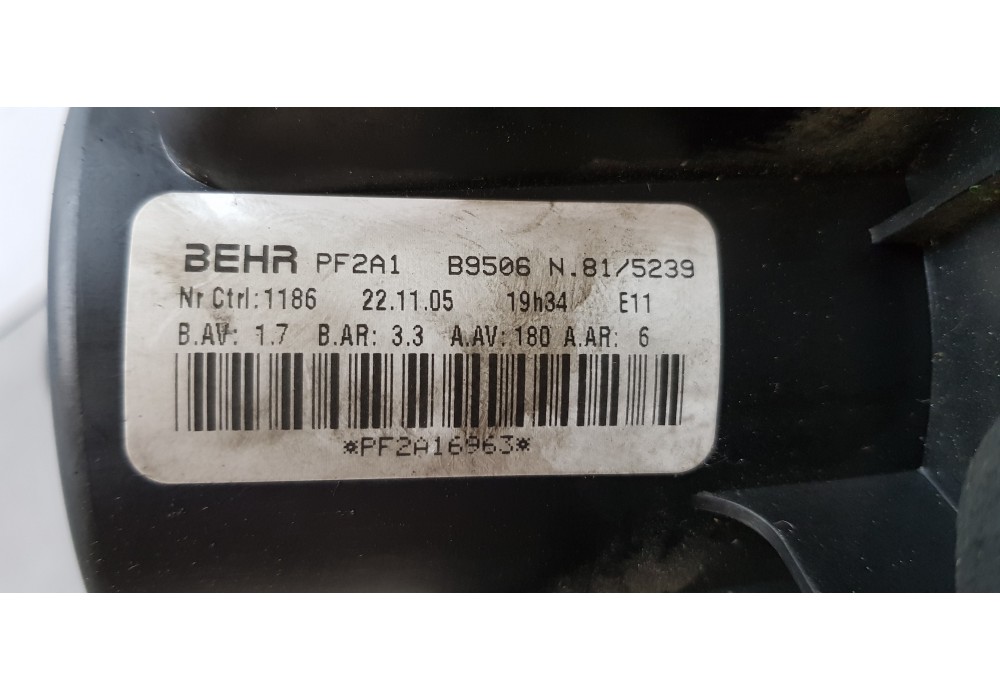 BEHR PF2A1 B9506 N.81/5239
Nr Ctrl:1186 22.11.05 19h34 E11
B.AV: 1.7 B.AR: 3.3 A.AV:180 A.AR: 6
*PF2A16963*